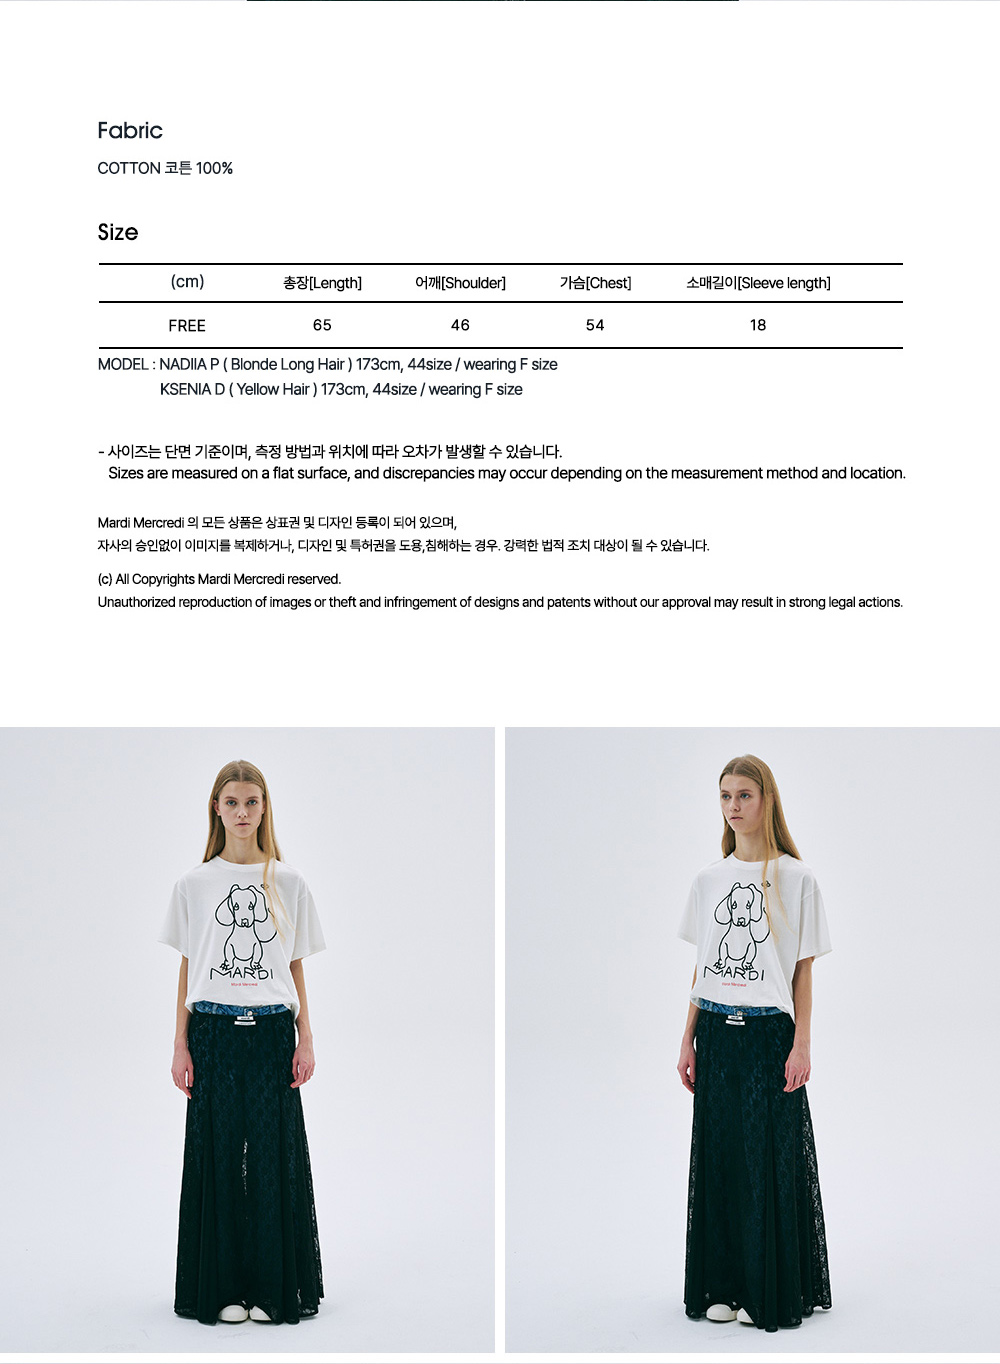 Fabric
COTTON 코튼 100%
Size
(cm) 총장[Length] 어깨[Shoulder] 가슴[Chest] 소매길이[Sleeve length]
FREE 65 46 54 18
MODEL : NADIIA P ( Blonde Long Hair ) 173cm, 44size / wearing F size
KSENIA D ( Yellow Hair ) 173cm, 44size / wearing F size
- 사이즈는 단면 기준이며, 측정 방법과 위치에 따라 오차가 발생할 수 있습니다.
Sizes are measured on a flat surface, and discrepancies may occur depending on the measurement method and location.
Mardi Mercredi 의 모든 상품은 상표권 및 디자인 등록이 되어 있으며,
자사의 승인없이 이미지를 복제하거나, 디자인 및 특허권을 도용,침해하는 경우. 강력한 법적 조치 대상이 될 수 있습니다.
(c) All Copyrights Mardi Mercredi reserved.
Unauthorized reproduction of images or theft and infringement of designs and patents without our approval may result in strong legal actions.
MARDI
Mardi Mercredi
MARDI
Mardi Mercredi